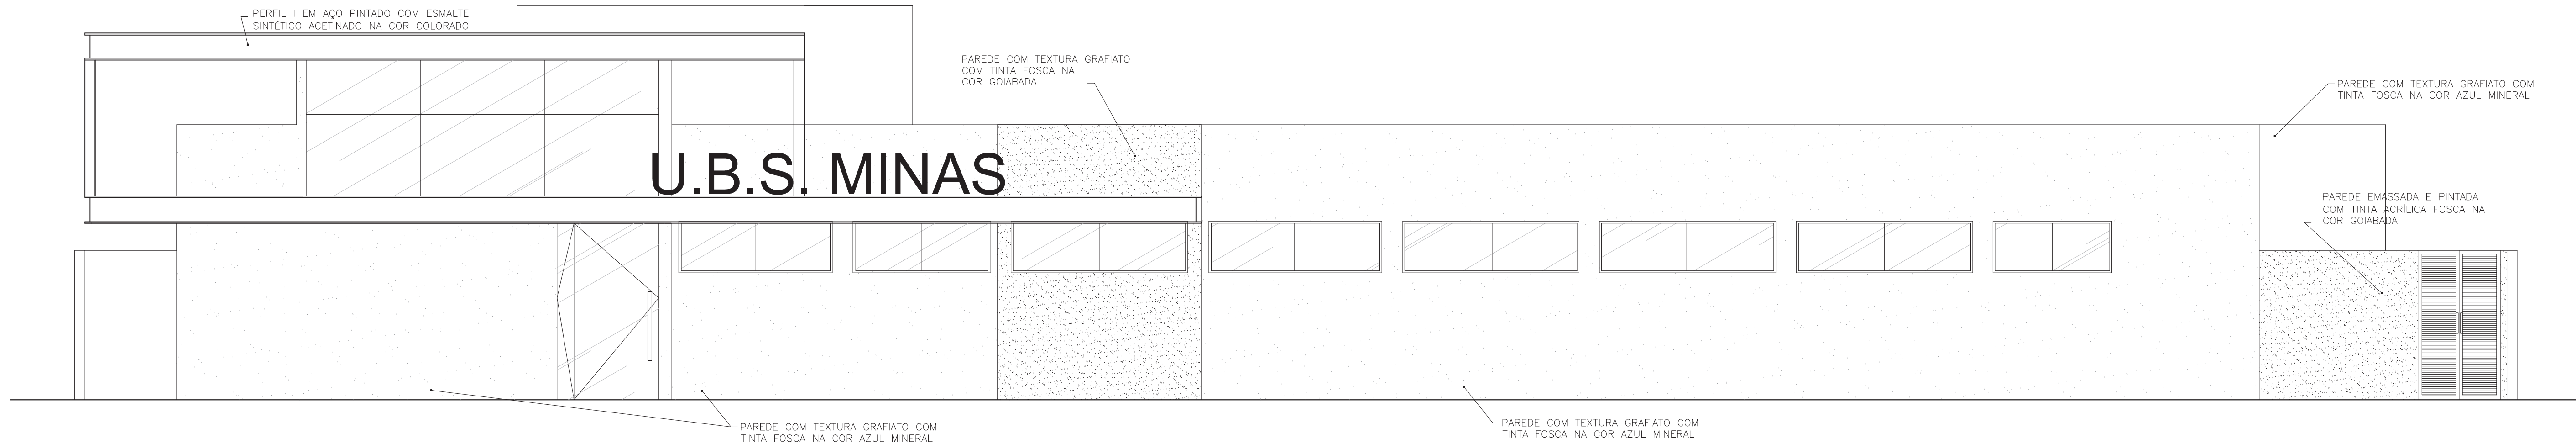 PERFIL I EM AÇO PINTADO COM ESMALTE
SINTÉTICO ACETINADO NA COR COLORADO
PAREDE COM TEXTURA GRAFIATO
COM TINTA FOSCA NA
COR GOIABADA
PAREDE COM TEXTURA GRAFIATO COM
TINTA FOSCA NA COR AZUL MINERAL
U.B.S. MINAS
PAREDE EMASSADA E PINTADA
COM TINTA ACRÍLICA FOSCA NA
COR GOIABADA
PAREDE COM TEXTURA GRAFIATO COM
TINTA FOSCA NA COR AZUL MINERAL
PAREDE COM TEXTURA GRAFIATO COM
TINTA FOSCA NA COR AZUL MINERAL